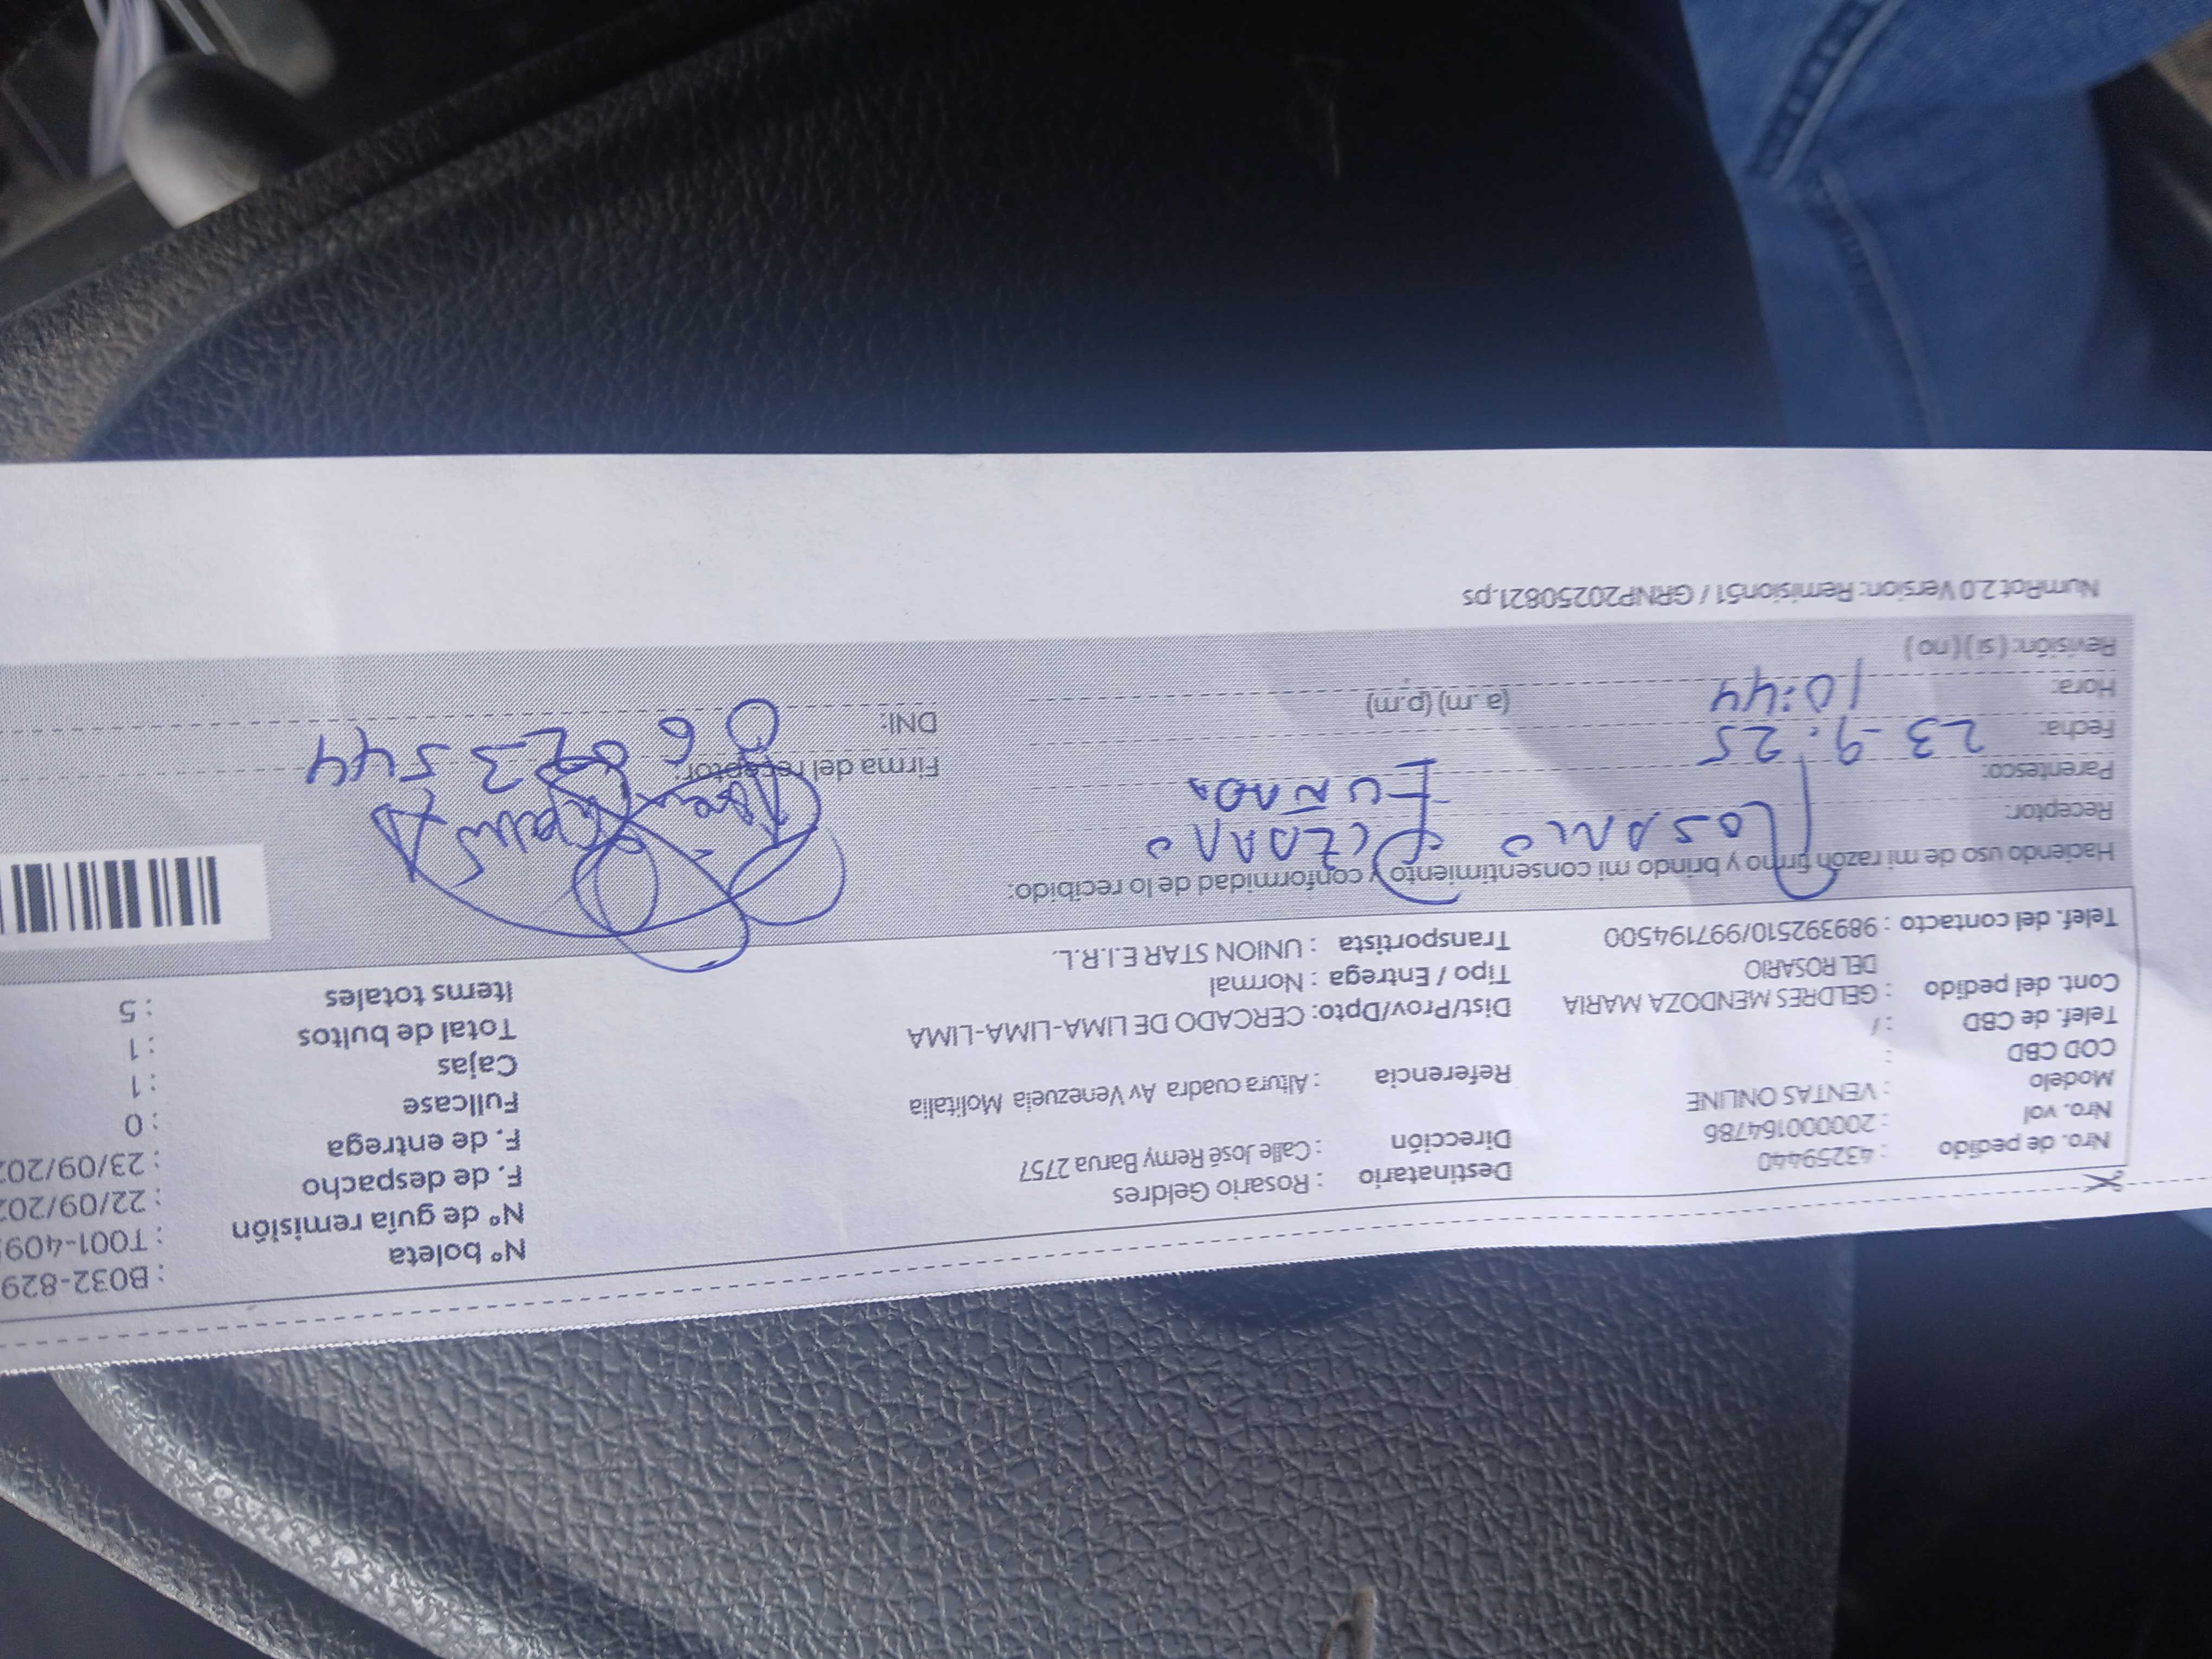 Nro. de pedido : 43259440
Nro. vol : 200000164786
Modelo : VENTAS ONLINE
COD CBD :
Telef. de CBD : /
Cont. del pedido : GELDRES MENDOZA MARIA
DEL ROSARIO
Telef. del contacto : 989392510/997194500
Destinatario : Rosario Geldres
Dirección : Calle José Remy Barua 2757
Referencia : Altura cuadra Av Venezuela Molitalia
Dist/Prov/Dpto: CERCADO DE LIMA-LIMA-LIMA
Tipo / Entrega : Normal
Transportista : UNION STAR E.I.R.L.
N° boleta : B032-829
N° de guía remisión : T001-409
F. de despacho : 22/09/202
F. de entrega : 23/09/202
Fullcase : 0
Cajas : 1
Total de bultos : 1
Items totales : 5
Haciendo uso de mi razón firmo y brindo mi consentimiento y conformidad de lo recibido:
Receptor: Rosario Pizarro
Parentesco: Cuñada
Fecha: 23-9-25
Hora: 10:44 (a .m) (p.m)
Revisión: ( si ) ( no )
Firma del receptor:
DNI: 06023544
NumRot 2.0 Version: Remision51 / GRNP20250821.ps